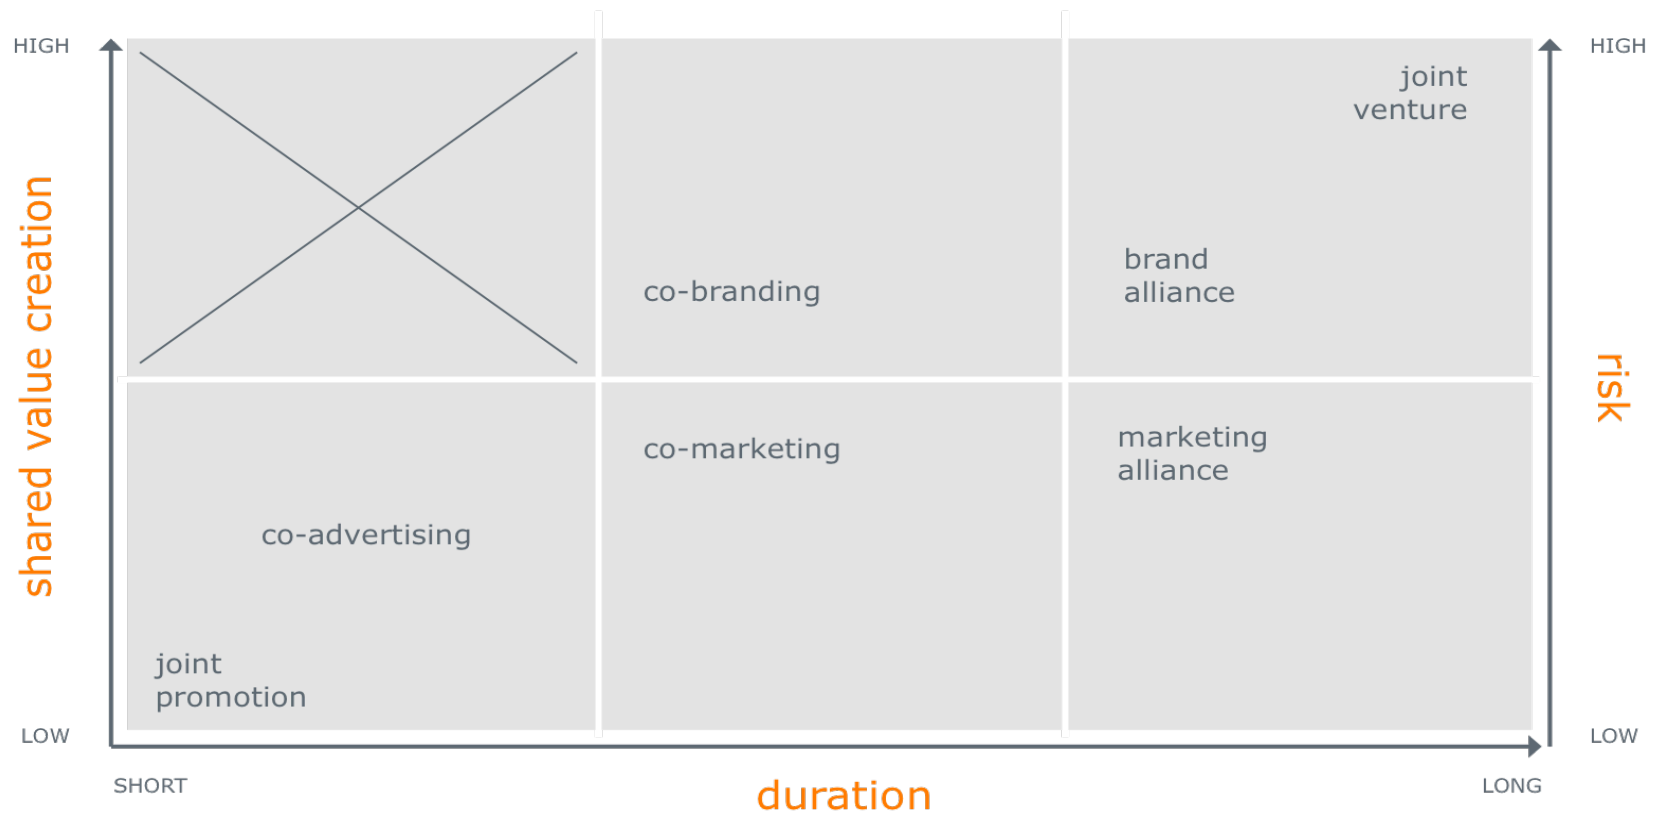 HIGH
HIGH
joint
venture
shared value creation
brand
alliance
co-branding
risk
marketing
alliance
co-marketing
co-advertising
joint
promotion
LOW
LOW
SHORT
duration
LONG